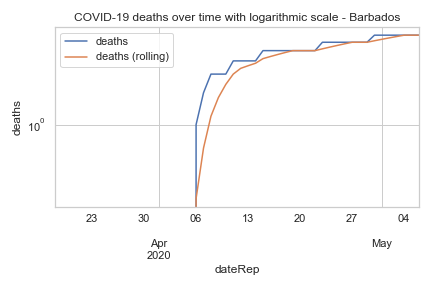 COVID-19 deaths over time with logarithmic scale - Barbados
deaths
deaths (rolling)
deaths
10⁰
23 30 06 13 20 27 04
Apr May
2020
dateRep